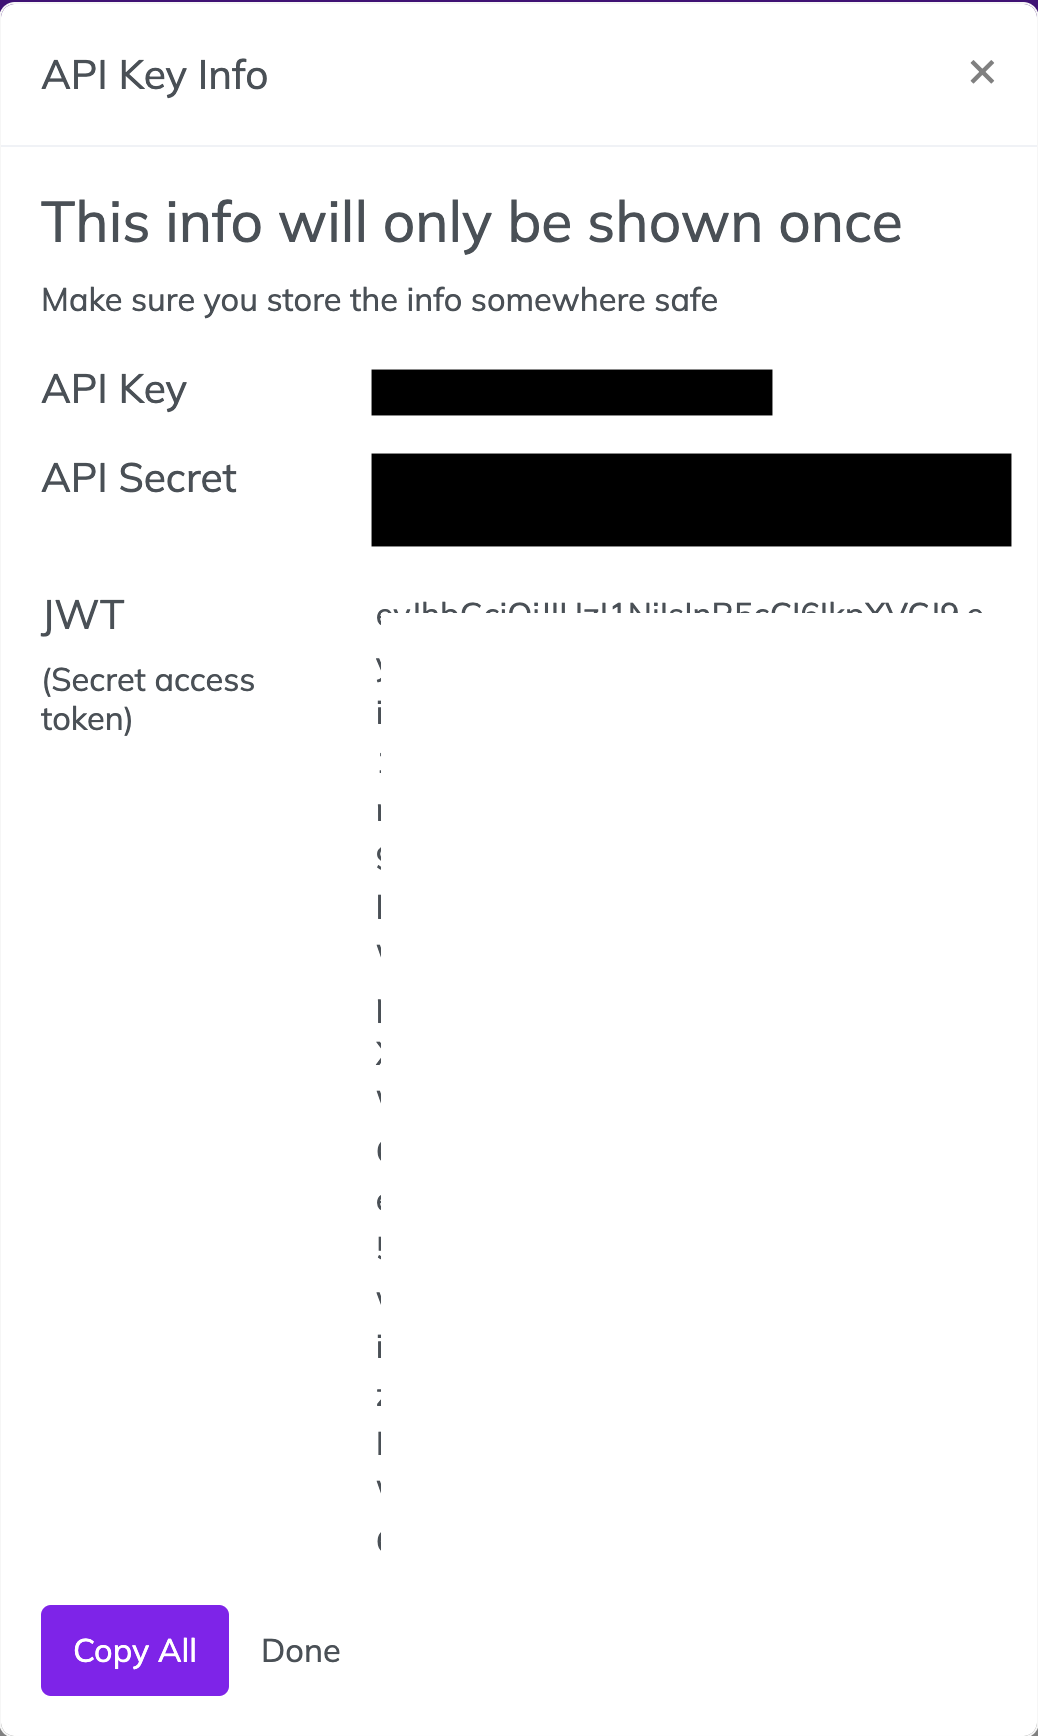 API Key Info
This info will only be shown once
Make sure you store the info somewhere safe
API Key
API Secret
JWT
(Secret access
token)
Copy All
Done